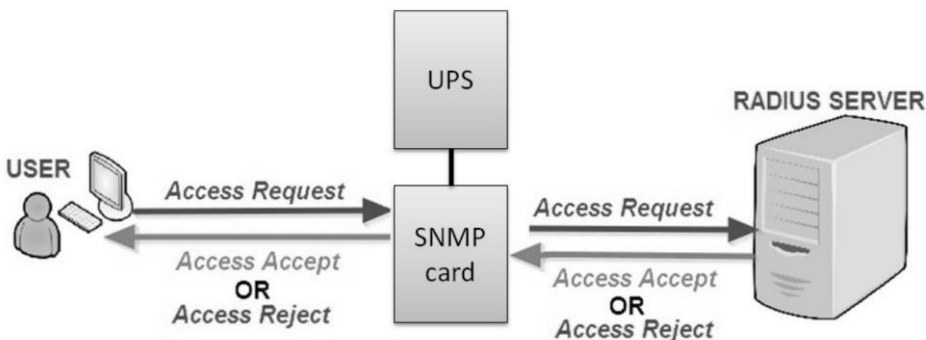 UPS
RADIUS SERVER
USER
Access Request
SNMP
card
Access Request
Access Accept
OR
Access Reject
Access Accept
OR
Access Reject